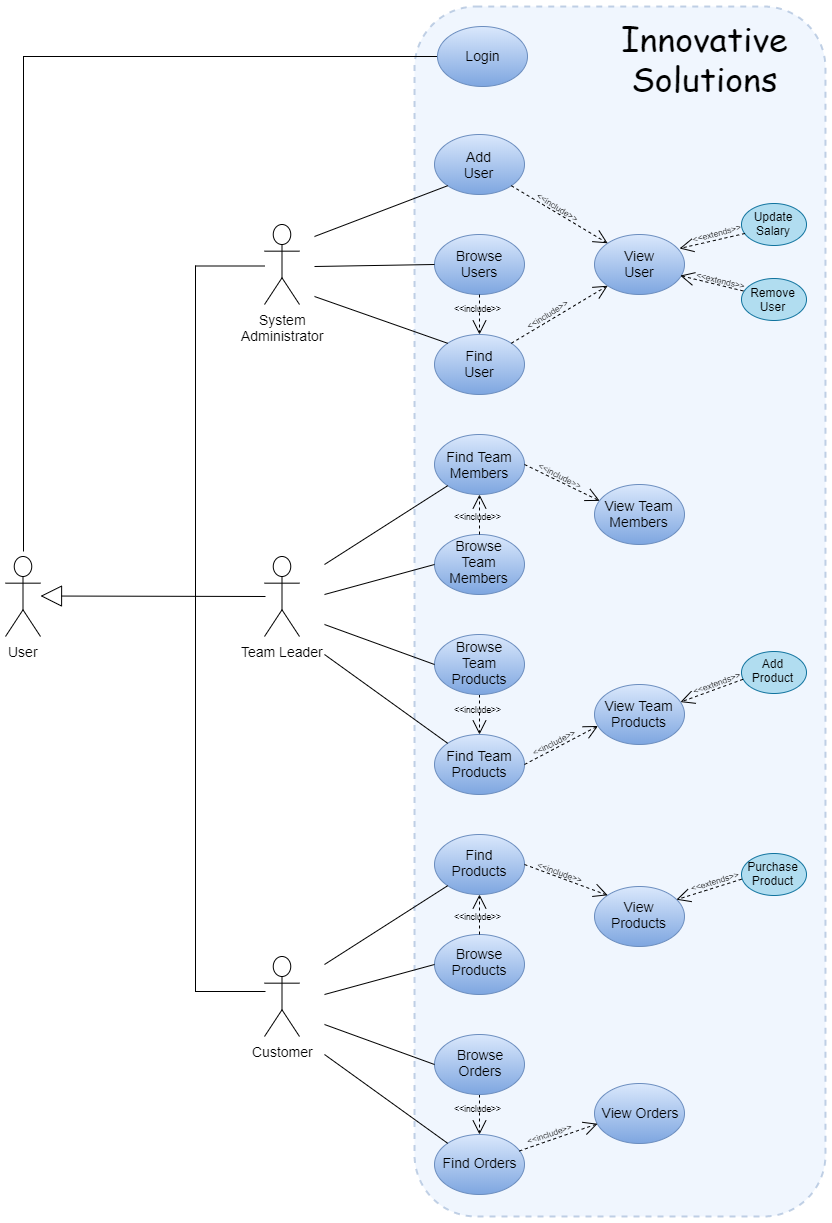 Innovative
Solutions
Login
Add
User
<<include>>
Update
Salary
<<extends>>
Browse
Users
View
User
<<extends>>
Remove
User
<<include>>
<<include>>
System
Administrator
Find
User
Find Team
Members
<<include>>
View Team
Members
<<include>>
Browse
Team
Members
User
Team Leader
Browse
Team
Products
Add
Product
<<extends>>
<<include>>
View Team
Products
<<include>>
Find Team
Products
Find
Products
<<include>>
Purchase
Product
<<extends>>
View
Products
<<include>>
Browse
Products
Customer
Browse
Orders
<<include>>
View Orders
<<include>>
Find Orders